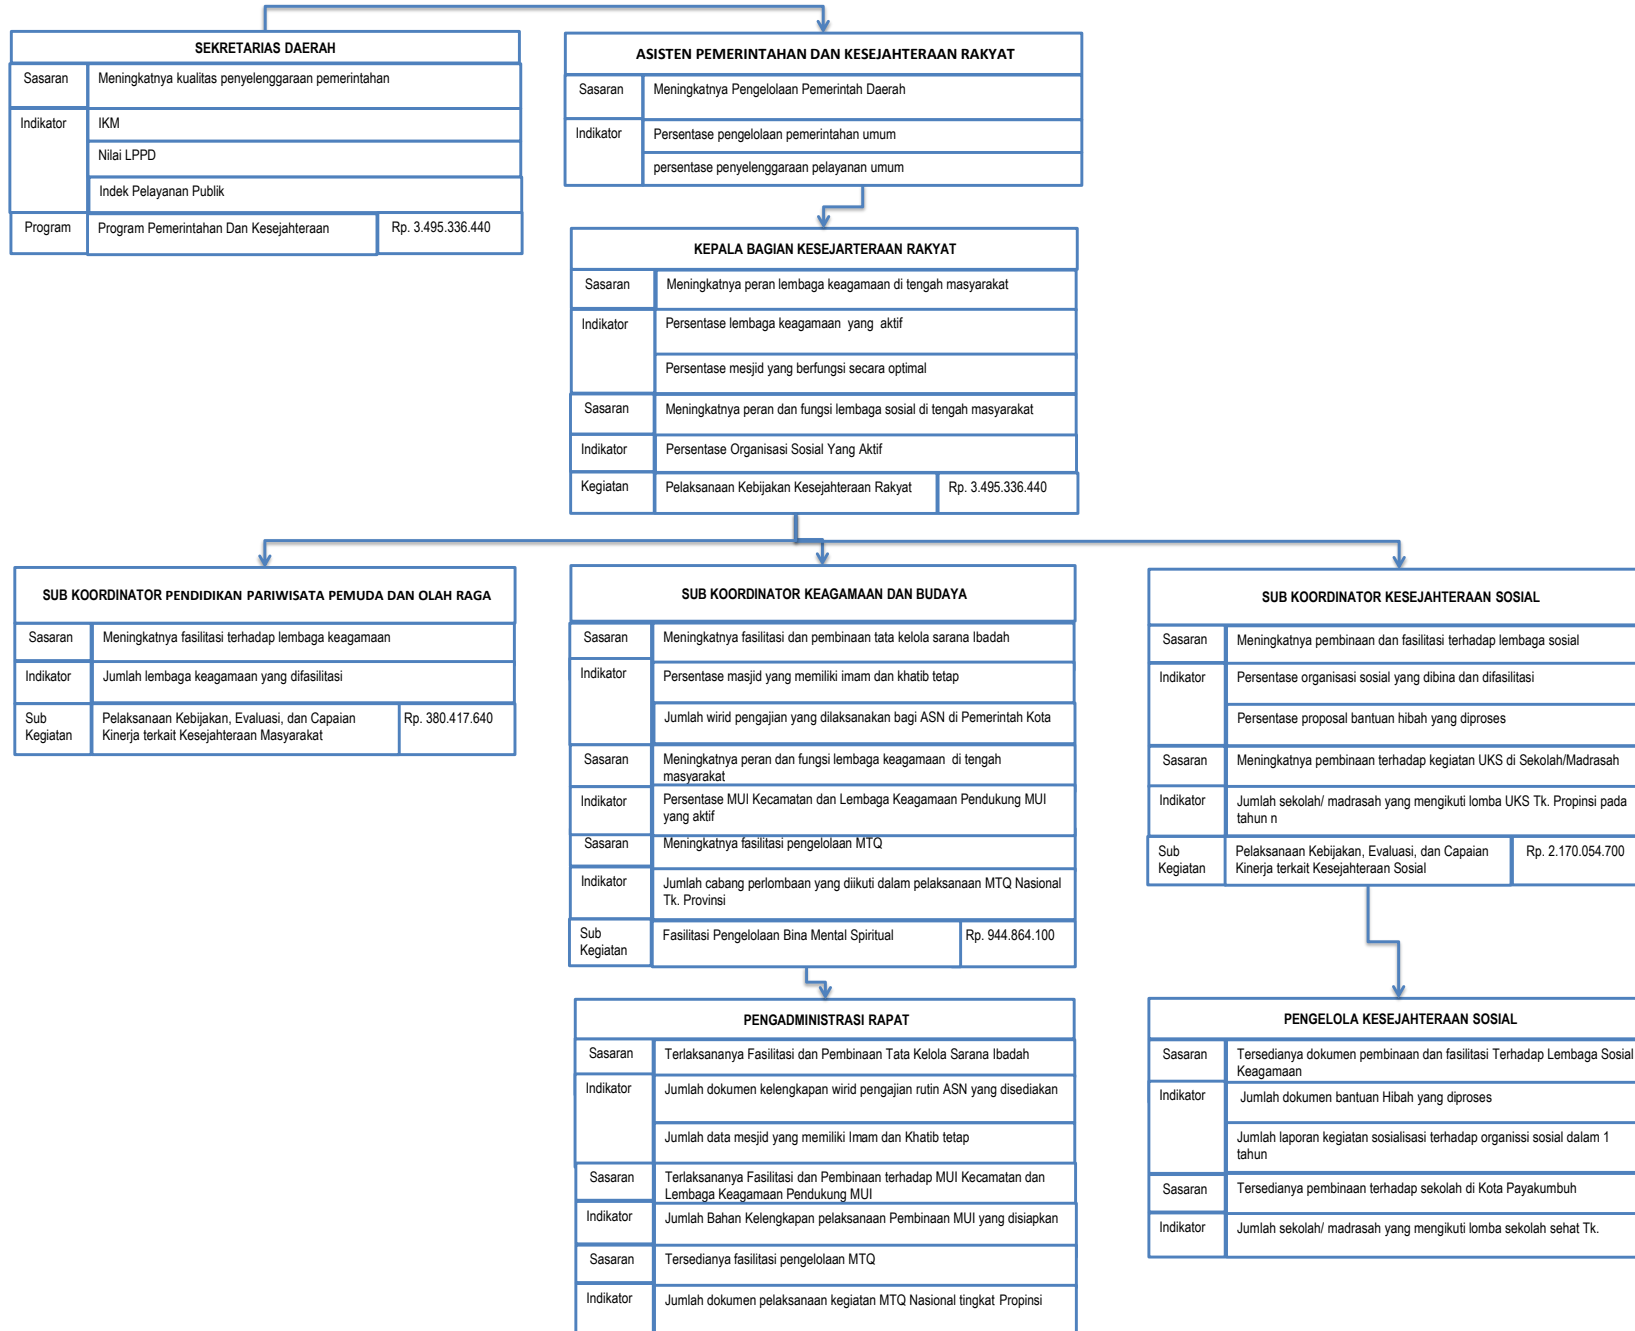 SEKRETARIAS DAERAH
Sasaran Meningkatnya kualitas penyelenggaraan pemerintahan
Indikator IKM
Nilai LPPD
Indek Pelayanan Publik
Program Program Pemerintahan Dan Kesejahteraan Rp. 3.495.336.440
ASISTEN PEMERINTAHAN DAN KESEJAHTERAAN RAKYAT
Sasaran Meningkatnya Pengelolaan Pemerintah Daerah
Indikator Persentase pengelolaan pemerintahan umum
persentase penyelenggaraan pelayanan umum
KEPALA BAGIAN KESEJARTERAAN RAKYAT
Sasaran Meningkatnya peran lembaga keagamaan di tengah masyarakat
Indikator Persentase lembaga keagamaan yang aktif
Persentase mesjid yang berfungsi secara optimal
Sasaran Meningkatnya peran dan fungsi lembaga sosial di tengah masyarakat
Indikator Persentase Organisasi Sosial Yang Aktif
Kegiatan Pelaksanaan Kebijakan Kesejahteraan Rakyat Rp. 3.495.336.440
SUB KOORDINATOR PENDIDIKAN PARIWISATA PEMUDA DAN OLAH RAGA
Sasaran Meningkatnya fasilitasi terhadap lembaga keagamaan
Indikator Jumlah lembaga keagamaan yang difasilitasi
Sub Pelaksanaan Kebijakan, Evaluasi, dan Capaian Rp. 380.417.640
Kegiatan Kinerja terkait Kesejahteraan Masyarakat
SUB KOORDINATOR KEAGAMAAN DAN BUDAYA
Sasaran Meningkatnya fasilitasi dan pembinaan tata kelola sarana Ibadah
Indikator Persentase masjid yang memiliki imam dan khatib tetap
Jumlah wirid pengajian yang dilaksanakan bagi ASN di Pemerintah Kota
Sasaran Meningkatnya peran dan fungsi lembaga keagamaan di tengah
masyarakat
Indikator Persentase MUI Kecamatan dan Lembaga Keagamaan Pendukung MUI
yang aktif
Sasaran Meningkatnya fasilitasi pengelolaan MTQ
Indikator Jumlah cabang perlombaan yang diikuti dalam pelaksanaan MTQ Nasional
Tk. Provinsi
Sub Fasilitasi Pengelolaan Bina Mental Spiritual Rp. 944.864.100
Kegiatan
SUB KOORDINATOR KESEJAHTERAAN SOSIAL
Sasaran Meningkatnya pembinaan dan fasilitasi terhadap lembaga sosial
Indikator Persentase organisasi sosial yang dibina dan difasilitasi
Persentase proposal bantuan hibah yang diproses
Sasaran Meningkatnya pembinaan terhadap kegiatan UKS di Sekolah/Madrasah
Indikator Jumlah sekolah/ madrasah yang mengikuti lomba UKS Tk. Propinsi pada
tahun n
Sub Pelaksanaan Kebijakan, Evaluasi, dan Capaian Rp. 2.170.054.700
Kegiatan Kinerja terkait Kesejahteraan Sosial
PENGADMINISTRASI RAPAT
Sasaran Terlaksananya Fasilitasi dan Pembinaan Tata Kelola Sarana Ibadah
Indikator Jumlah dokumen kelengkapan wirid pengajian rutin ASN yang disediakan
Jumlah data mesjid yang memiliki Imam dan Khatib tetap
Sasaran Terlaksananya Fasilitasi dan Pembinaan terhadap MUI Kecamatan dan
Lembaga Keagamaan Pendukung MUI
Indikator Jumlah Bahan Kelengkapan pelaksanaan Pembinaan MUI yang disiapkan
Sasaran Tersedianya fasilitasi pengelolaan MTQ
Indikator Jumlah dokumen pelaksanaan kegiatan MTQ Nasional tingkat Propinsi
PENGELOLA KESEJAHTERAAN SOSIAL
Sasaran Tersedianya dokumen pembinaan dan fasilitasi Terhadap Lembaga Sosial
Keagamaan
Indikator Jumlah dokumen bantuan Hibah yang diproses
Jumlah laporan kegiatan sosialisasi terhadap organissi sosial dalam 1
tahun
Sasaran Tersedianya pembinaan terhadap sekolah di Kota Payakumbuh
Indikator Jumlah sekolah/ madrasah yang mengikuti lomba sekolah sehat Tk.